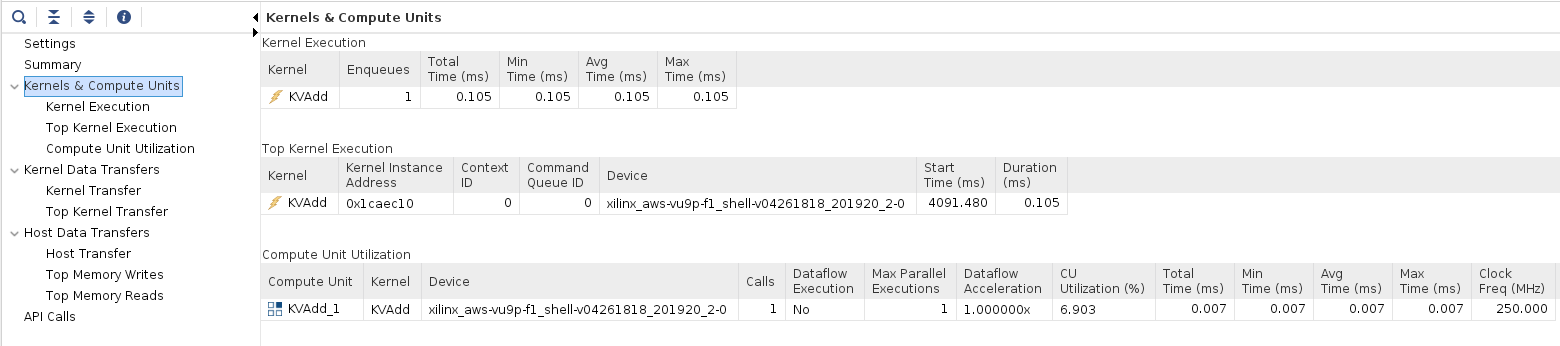 Kernels & Compute Units
Settings
Summary
Kernels & Compute Units
Kernel Execution
Top Kernel Execution
Compute Unit Utilization
Kernel Data Transfers
Kernel Transfer
Top Kernel Transfer
Host Data Transfers
Host Transfer
Top Memory Writes
Top Memory Reads
API Calls
Kernel Execution
Kernel Enqueues Total Time (ms) Min Time (ms) Avg Time (ms) Max Time (ms)
KVAdd 1 0.105 0.105 0.105 0.105
Top Kernel Execution
Kernel Kernel Instance Address Context ID Command Queue ID Device Start Time (ms) Duration (ms)
KVAdd 0x1caec10 0 0 xilinx_aws-vu9p-f1_shell-v04261818_201920_2-0 4091.480 0.105
Compute Unit Utilization
Compute Unit Kernel Device Calls Dataflow Execution Max Parallel Executions Dataflow Acceleration CU Utilization (%) Total Time (ms) Min Time (ms) Avg Time (ms) Max Time (ms) Clock Freq (MHz)
KVAdd_1 KVAdd xilinx_aws-vu9p-f1_shell-v04261818_201920_2-0 1 No 1 1.000000x 6.903 0.007 0.007 0.007 0.007 250.000